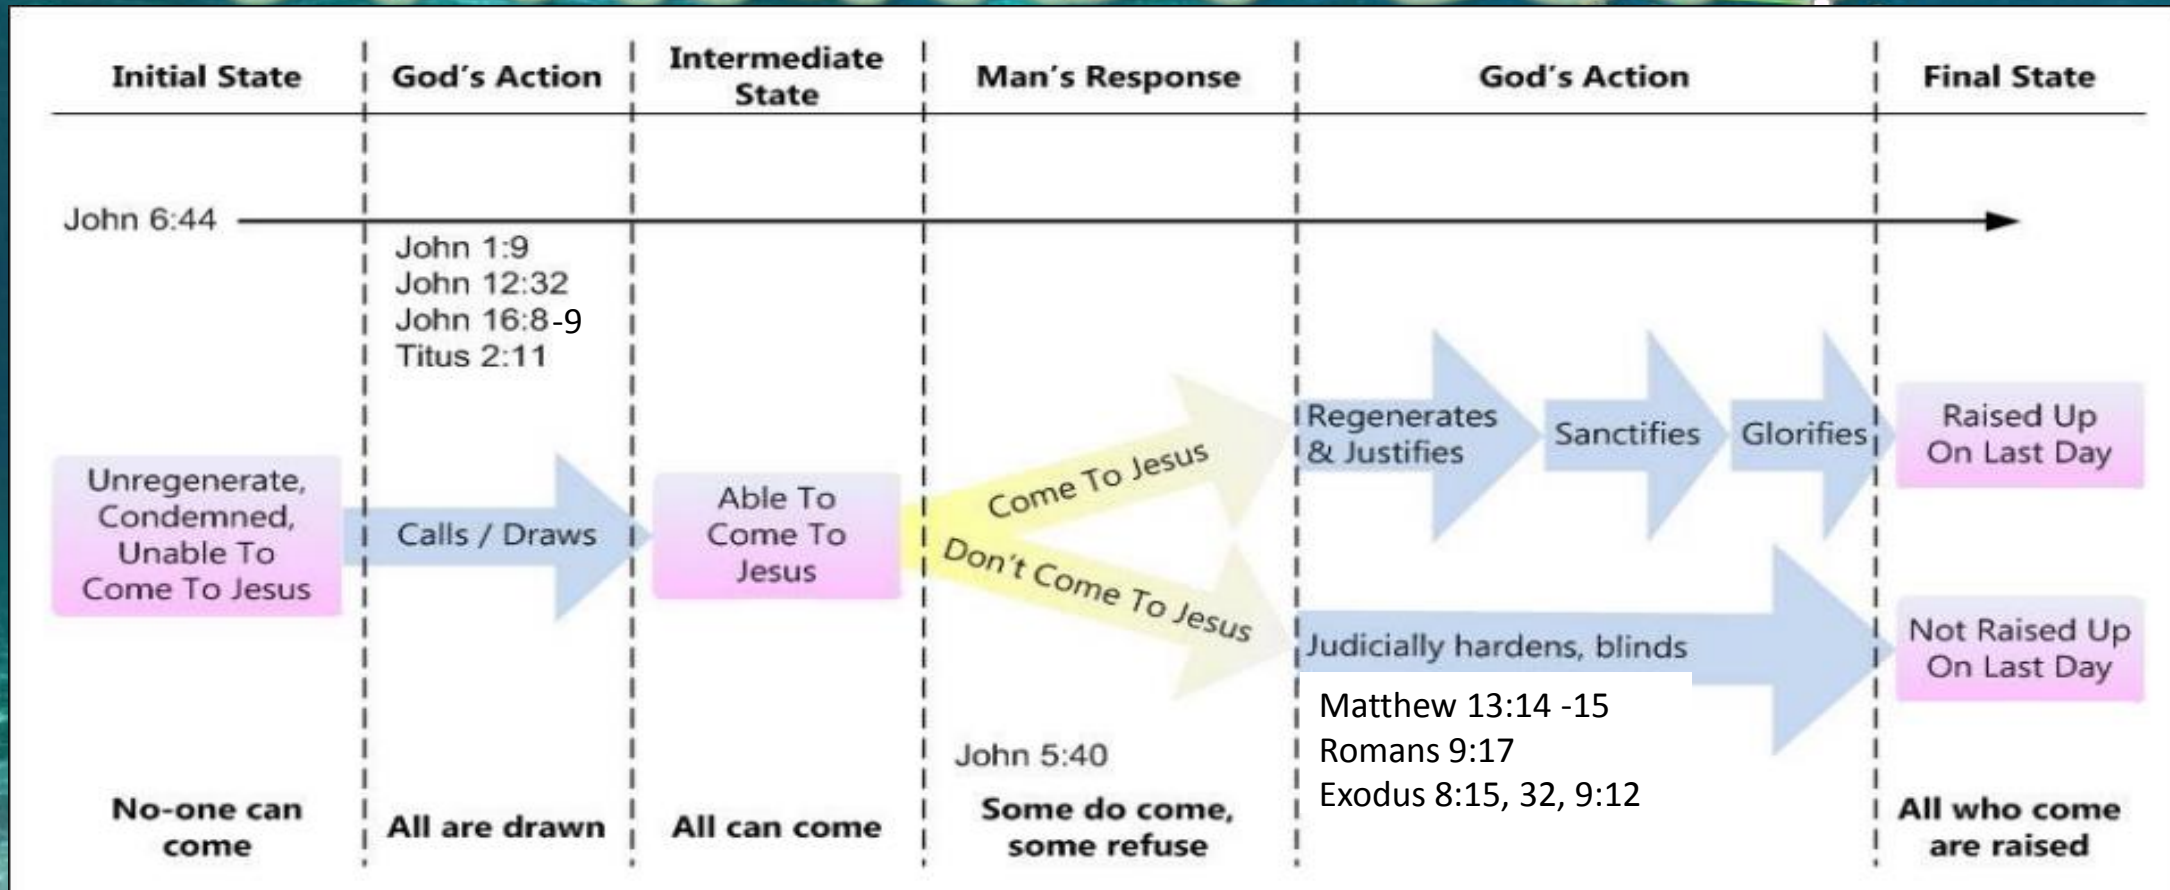 Initial State
God's Action
Intermediate
State
Man's Response
God's Action
Final State
John 6:44
John 1:9
John 12:32
John 16:8-9
Titus 2:11
Unregenerate,
Condemned,
Unable To
Come To Jesus
Calls / Draws
Able To
Come To
Jesus
Come To Jesus
Don't Come To Jesus
Regenerates
& Justifies
Sanctifies
Glorifies
Raised Up
On Last Day
Judicially hardens, blinds
Not Raised Up
On Last Day
Matthew 13:14 -15
Romans 9:17
Exodus 8:15, 32, 9:12
John 5:40
No-one can
come
All are drawn
All can come
Some do come,
some refuse
All who come
are raised